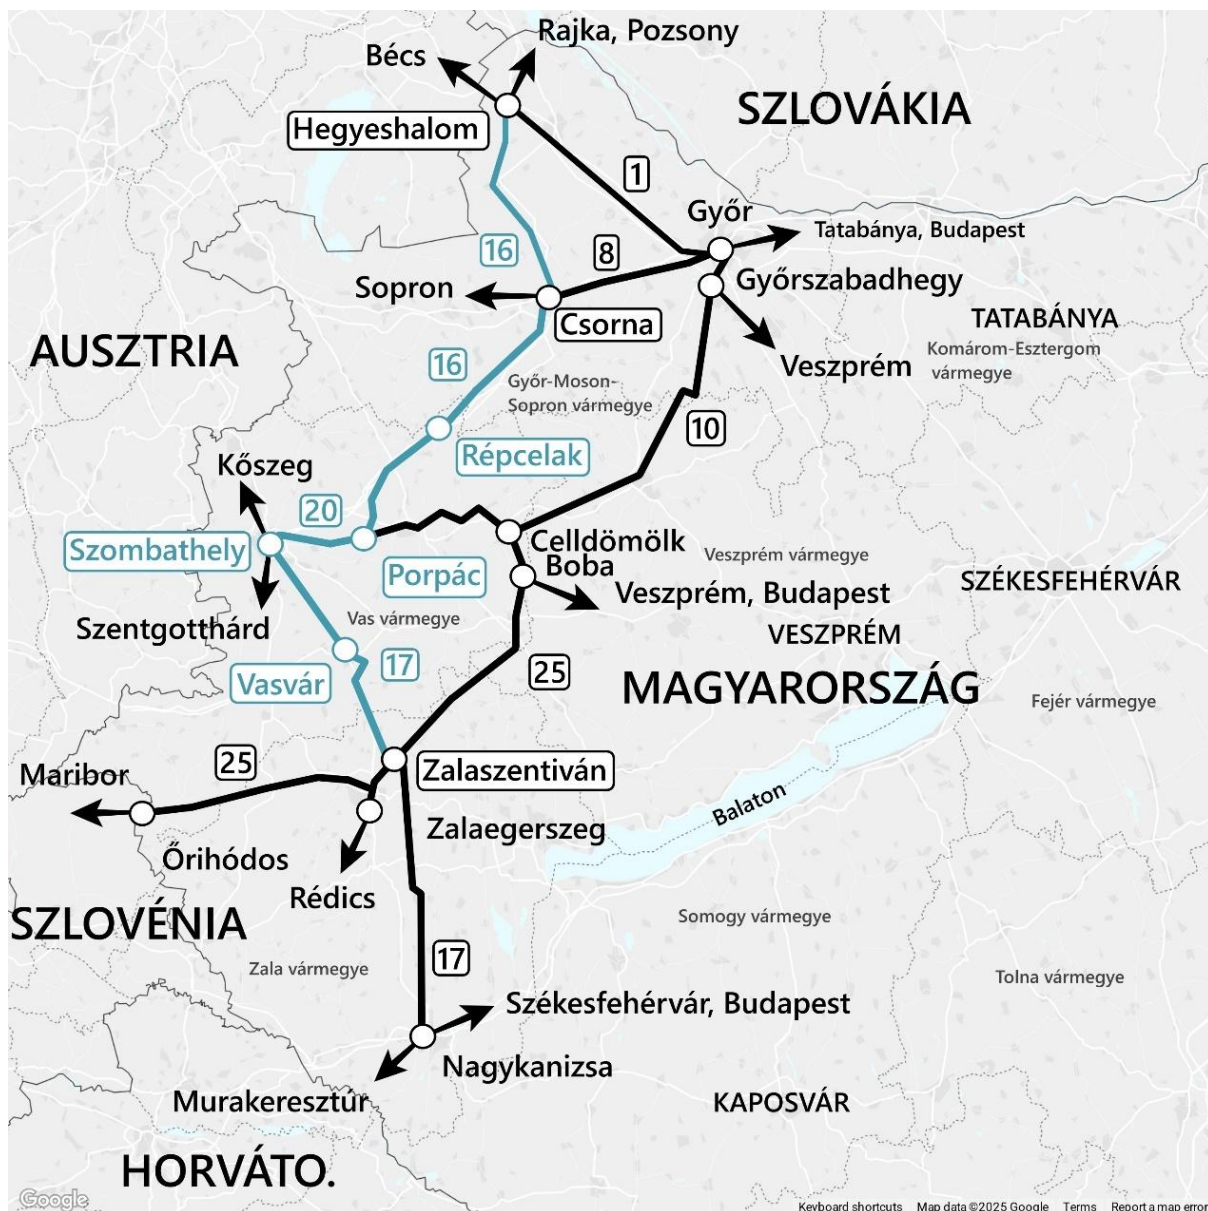 Rajka, Pozsony
Bécs
SZLOVÁKIA
Hegyeshalom
1
Győr
Tatabánya, Budapest
16
8
Sopron
Győrszabadhegy
Csorna
TATABÁNYA
AUSZTRIA
Komárom-Esztergom
vármegye
16
Veszprém
Győr-Moson-
Sopron vármegye
10
Répcelak
Kőszeg
20
Szombathely
Celldömölk
Veszprém vármegye
Porpác
Boba
SZÉKESFEHÉRVÁR
Veszprém, Budapest
Szentgotthárd
Vas vármegye
VESZPRÉM
17
25
Vasvár
MAGYARORSZÁG
Fejér vármegye
25
Maribor
Zalaszentiván
Balaton
Zalaegerszeg
Őrihódos
Rédics
SZLOVÉNIA
Somogy vármegye
17
Zala vármegye
Tolna vármegye
Székesfehérvár, Budapest
Nagykanizsa
Murakeresztúr
KAPOSVÁR
HORVÁTO.
Google
Keyboard shortcuts Map data ©2025 Google Terms Report a map error